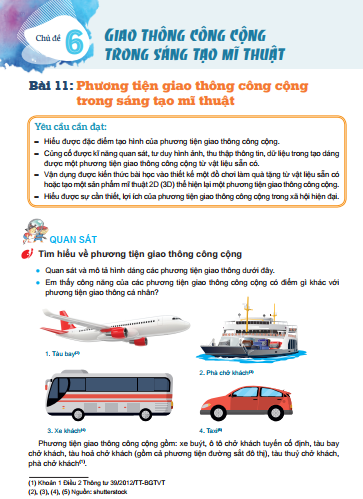 Chủ đề
6
GIAO THÔNG CÔNG CỘNG
TRONG SÁNG TẠO MĨ THUẬT
Bài 11: Phương tiện giao thông công cộng
trong sáng tạo mĩ thuật
Yêu cầu cần đạt:
– Hiểu được đặc điểm tạo hình của phương tiện giao thông công cộng.
– Củng cố được kĩ năng quan sát, tư duy hình ảnh, thu thập thông tin, dữ liệu trong tạo dáng
được một phương tiện giao thông công cộng từ vật liệu sẵn có.
– Vận dụng được kiến thức bài học vào thiết kế một đồ chơi làm quà tặng từ vật liệu sẵn có
hoặc tạo một sản phẩm mĩ thuật 2D (3D) thể hiện lại một phương tiện giao thông công cộng.
– Hiểu được sự cần thiết, lợi ích của phương tiện giao thông công cộng trong xã hội hiện đại.
QUAN SÁT
Tìm hiểu về phương tiện giao thông công cộng
• Quan sát và mô tả hình dáng các phương tiện giao thông dưới đây.
• Em thấy công năng của các phương tiện giao thông công cộng có điểm gì khác với
phương tiện giao thông cá nhân?
1. Tàu bay(2)
2. Phà chở khách(3)
3. Xe khách(4)
4. Taxi(5)
Phương tiện giao thông công cộng gồm: xe buýt, ô tô chở khách tuyến cố định, tàu bay
chở khách, tàu hoả chở khách (gồm cả phương tiện đường sắt đô thị), tàu thuỷ chở khách,
phà chở khách(1).
(1) Khoản 1 Điều 2 Thông tư 39/2012/TT-BGTVT
(2), (3), (4), (5) Nguồn: shutterstock